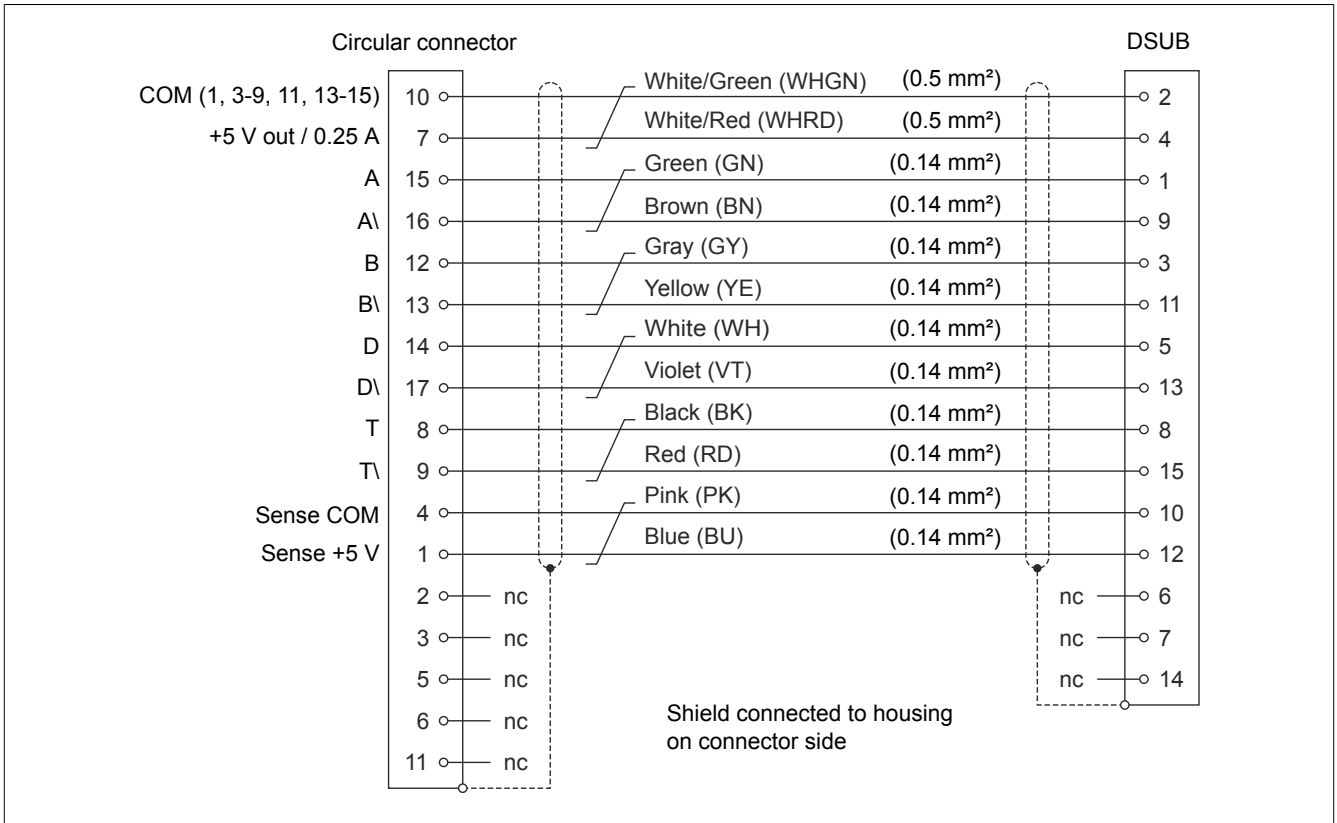 Circular connector DSUB
COM (1, 3-9, 11, 13-15) 10 White/Green (WHGN) (0.5 mm²) 2
+5 V out / 0.25 A 7 White/Red (WHRD) (0.5 mm²) 4
A 15 Green (GN) (0.14 mm²) 1
A\ 16 Brown (BN) (0.14 mm²) 9
B 12 Gray (GY) (0.14 mm²) 3
B\ 13 Yellow (YE) (0.14 mm²) 11
D 14 White (WH) (0.14 mm²) 5
D\ 17 Violet (VT) (0.14 mm²) 13
T 8 Black (BK) (0.14 mm²) 8
T\ 9 Red (RD) (0.14 mm²) 15
Sense COM 4 Pink (PK) (0.14 mm²) 10
Sense +5 V 1 Blue (BU) (0.14 mm²) 12
2 nc nc 6
3 nc nc 7
5 nc nc 14
6 nc
11 nc
Shield connected to housing
on connector side